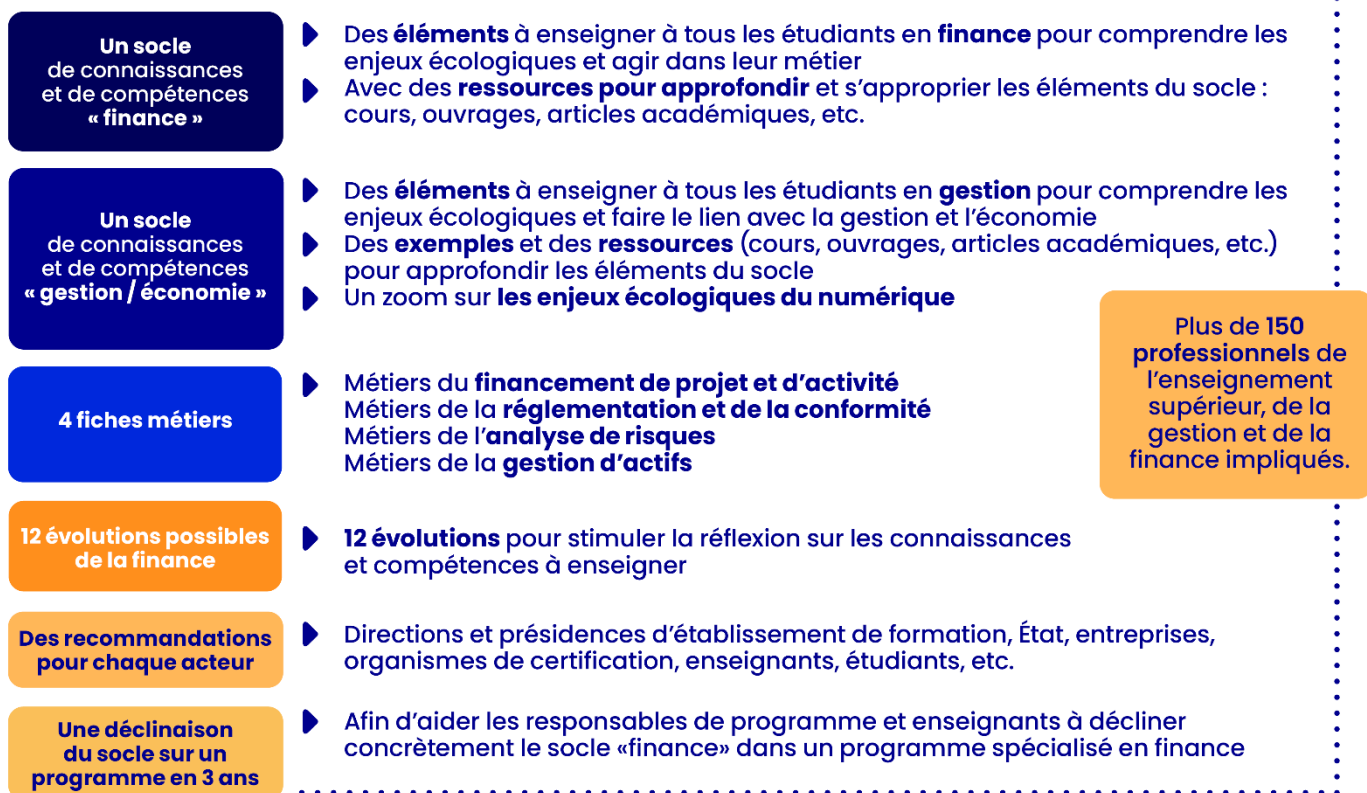 Un socle
de connaissances
et de compétences
« finance »
Des éléments à enseigner à tous les étudiants en finance pour comprendre les
enjeux écologiques et agir dans leur métier
Avec des ressources pour approfondir et s’approprier les éléments du socle :
cours, ouvrages, articles académiques, etc.
Un socle
de connaissances
et de compétences
« gestion / économie »
Des éléments à enseigner à tous les étudiants en gestion pour comprendre les
enjeux écologiques et faire le lien avec la gestion et l’économie
Des exemples et des ressources (cours, ouvrages, articles académiques, etc.)
pour approfondir les éléments du socle
Un zoom sur les enjeux écologiques du numérique
Plus de 150
professionnels de
l’enseignement
supérieur, de la
gestion et de la
finance impliqués.
4 fiches métiers
Métiers du financement de projet et d’activité
Métiers de la réglementation et de la conformité
Métiers de l’analyse de risques
Métiers de la gestion d’actifs
12 évolutions possibles
de la finance
12 évolutions pour stimuler la réflexion sur les connaissances
et compétences à enseigner
Des recommandations
pour chaque acteur
Directions et présidences d’établissement de formation, État, entreprises,
organismes de certification, enseignants, étudiants, etc.
Une déclinaison
du socle sur un
programme en 3 ans
Afin d’aider les responsables de programme et enseignants à décliner
concrètement le socle «finance» dans un programme spécialisé en finance